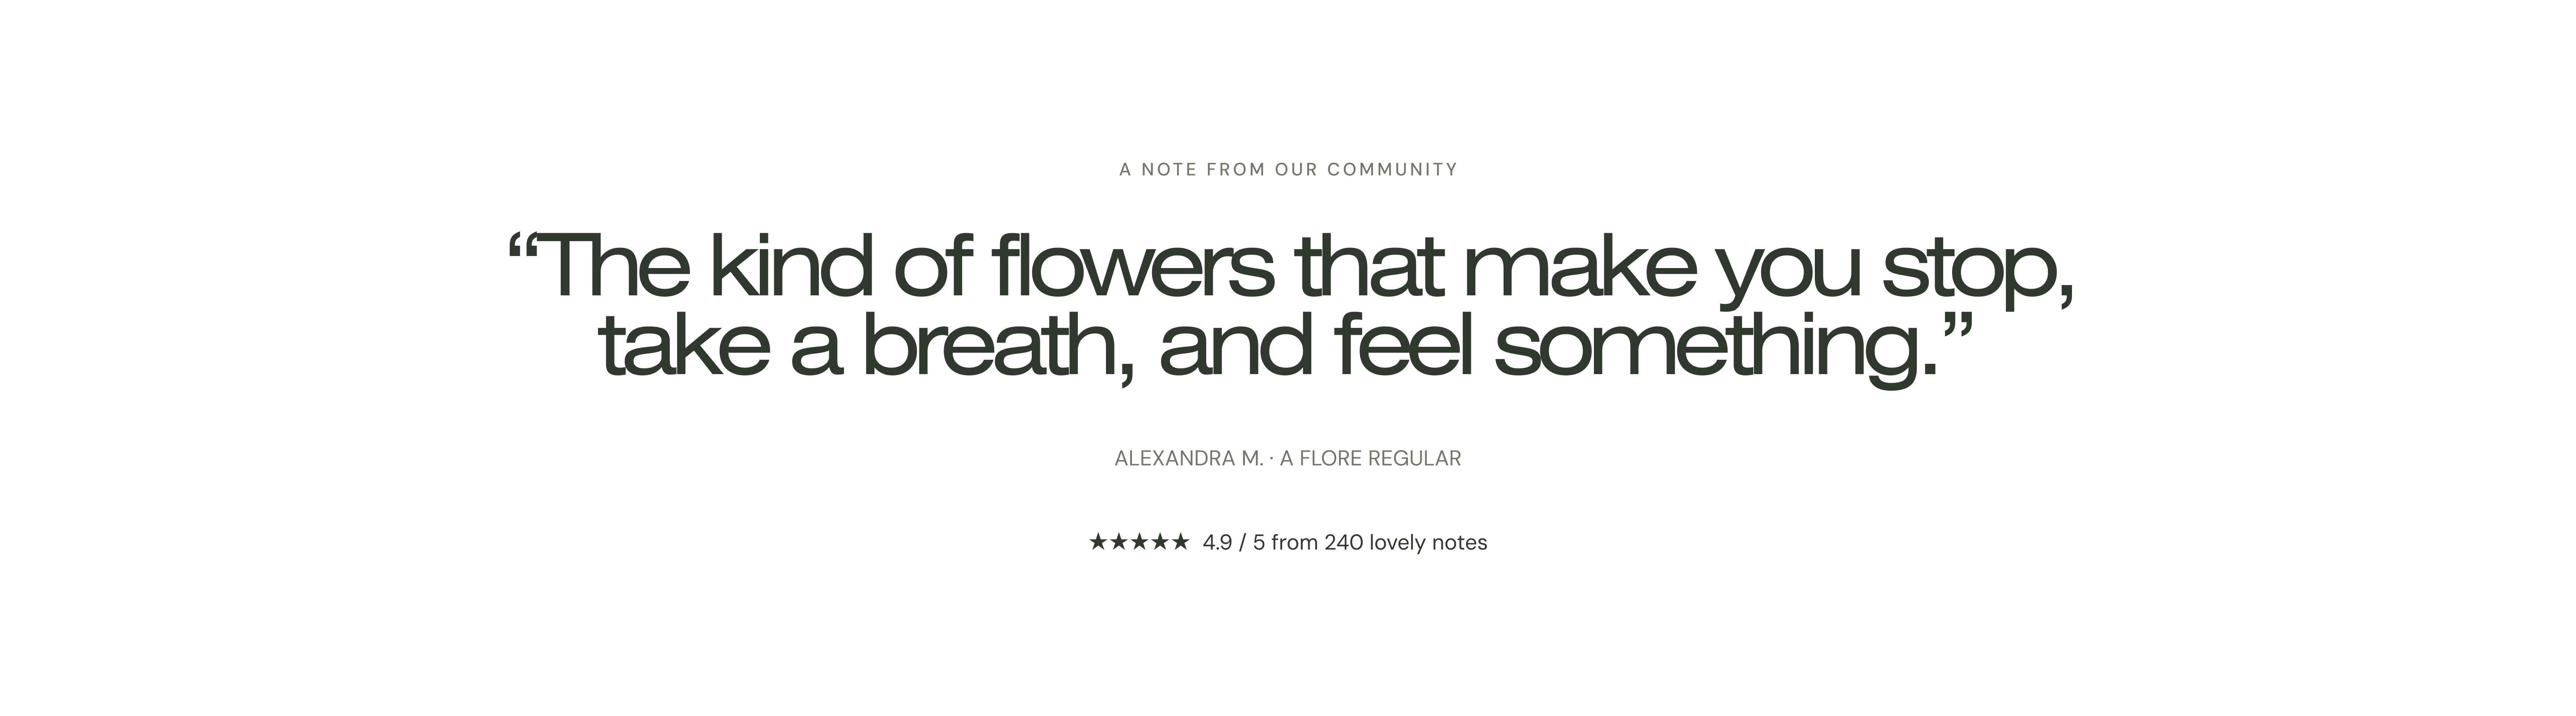 A NOTE FROM OUR COMMUNITY
“The kind of flowers that make you stop,
take a breath, and feel something.”
ALEXANDRA M. · A FLORE REGULAR
★★★★★ 4.9 / 5 from 240 lovely notes